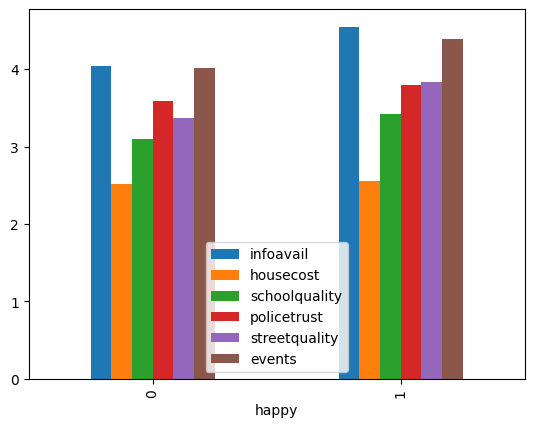 4
3
2
1
0
infoavail
housecost
schoolquality
policetrust
streetquality
events
0
1
happy